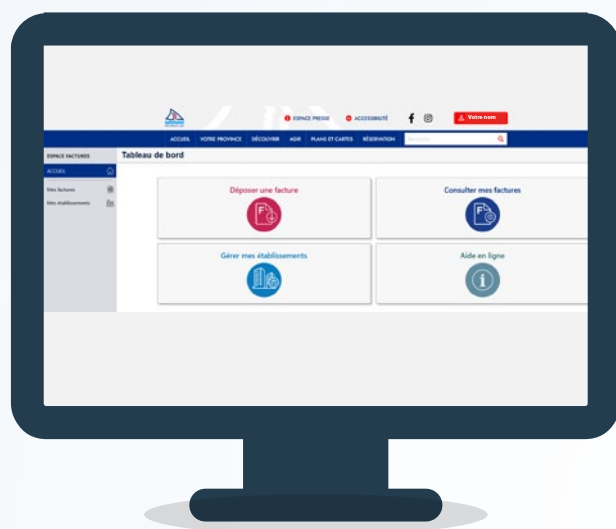 ESPACE PRESSE ACCESSIBILITÉ Votre nom
ACCUEIL VOTRE PROVINCE DÉCOUVRIR AGIR PLANS ET CARTES RÉSERVATION
ESPACE FACTURES
Tableau de bord
ACCUEIL
Mes factures
Mes établissements
Déposer une facture
Consulter mes factures
Gérer mes établissements
Aide en ligne